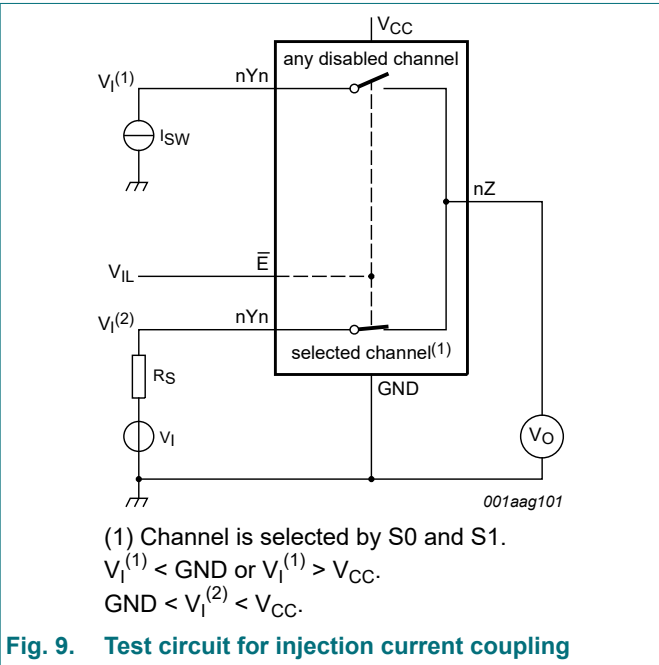 VCC
any disabled channel
VI(1)
nYn
ISW
nZ
VIL
E̅
VI(2)
nYn
selected channel(1)
RS
GND
VI
VO
001aag101
(1) Channel is selected by S0 and S1.
VI(1) < GND or VI(1) > VCC.
GND < VI(2) < VCC.
Fig. 9. Test circuit for injection current coupling